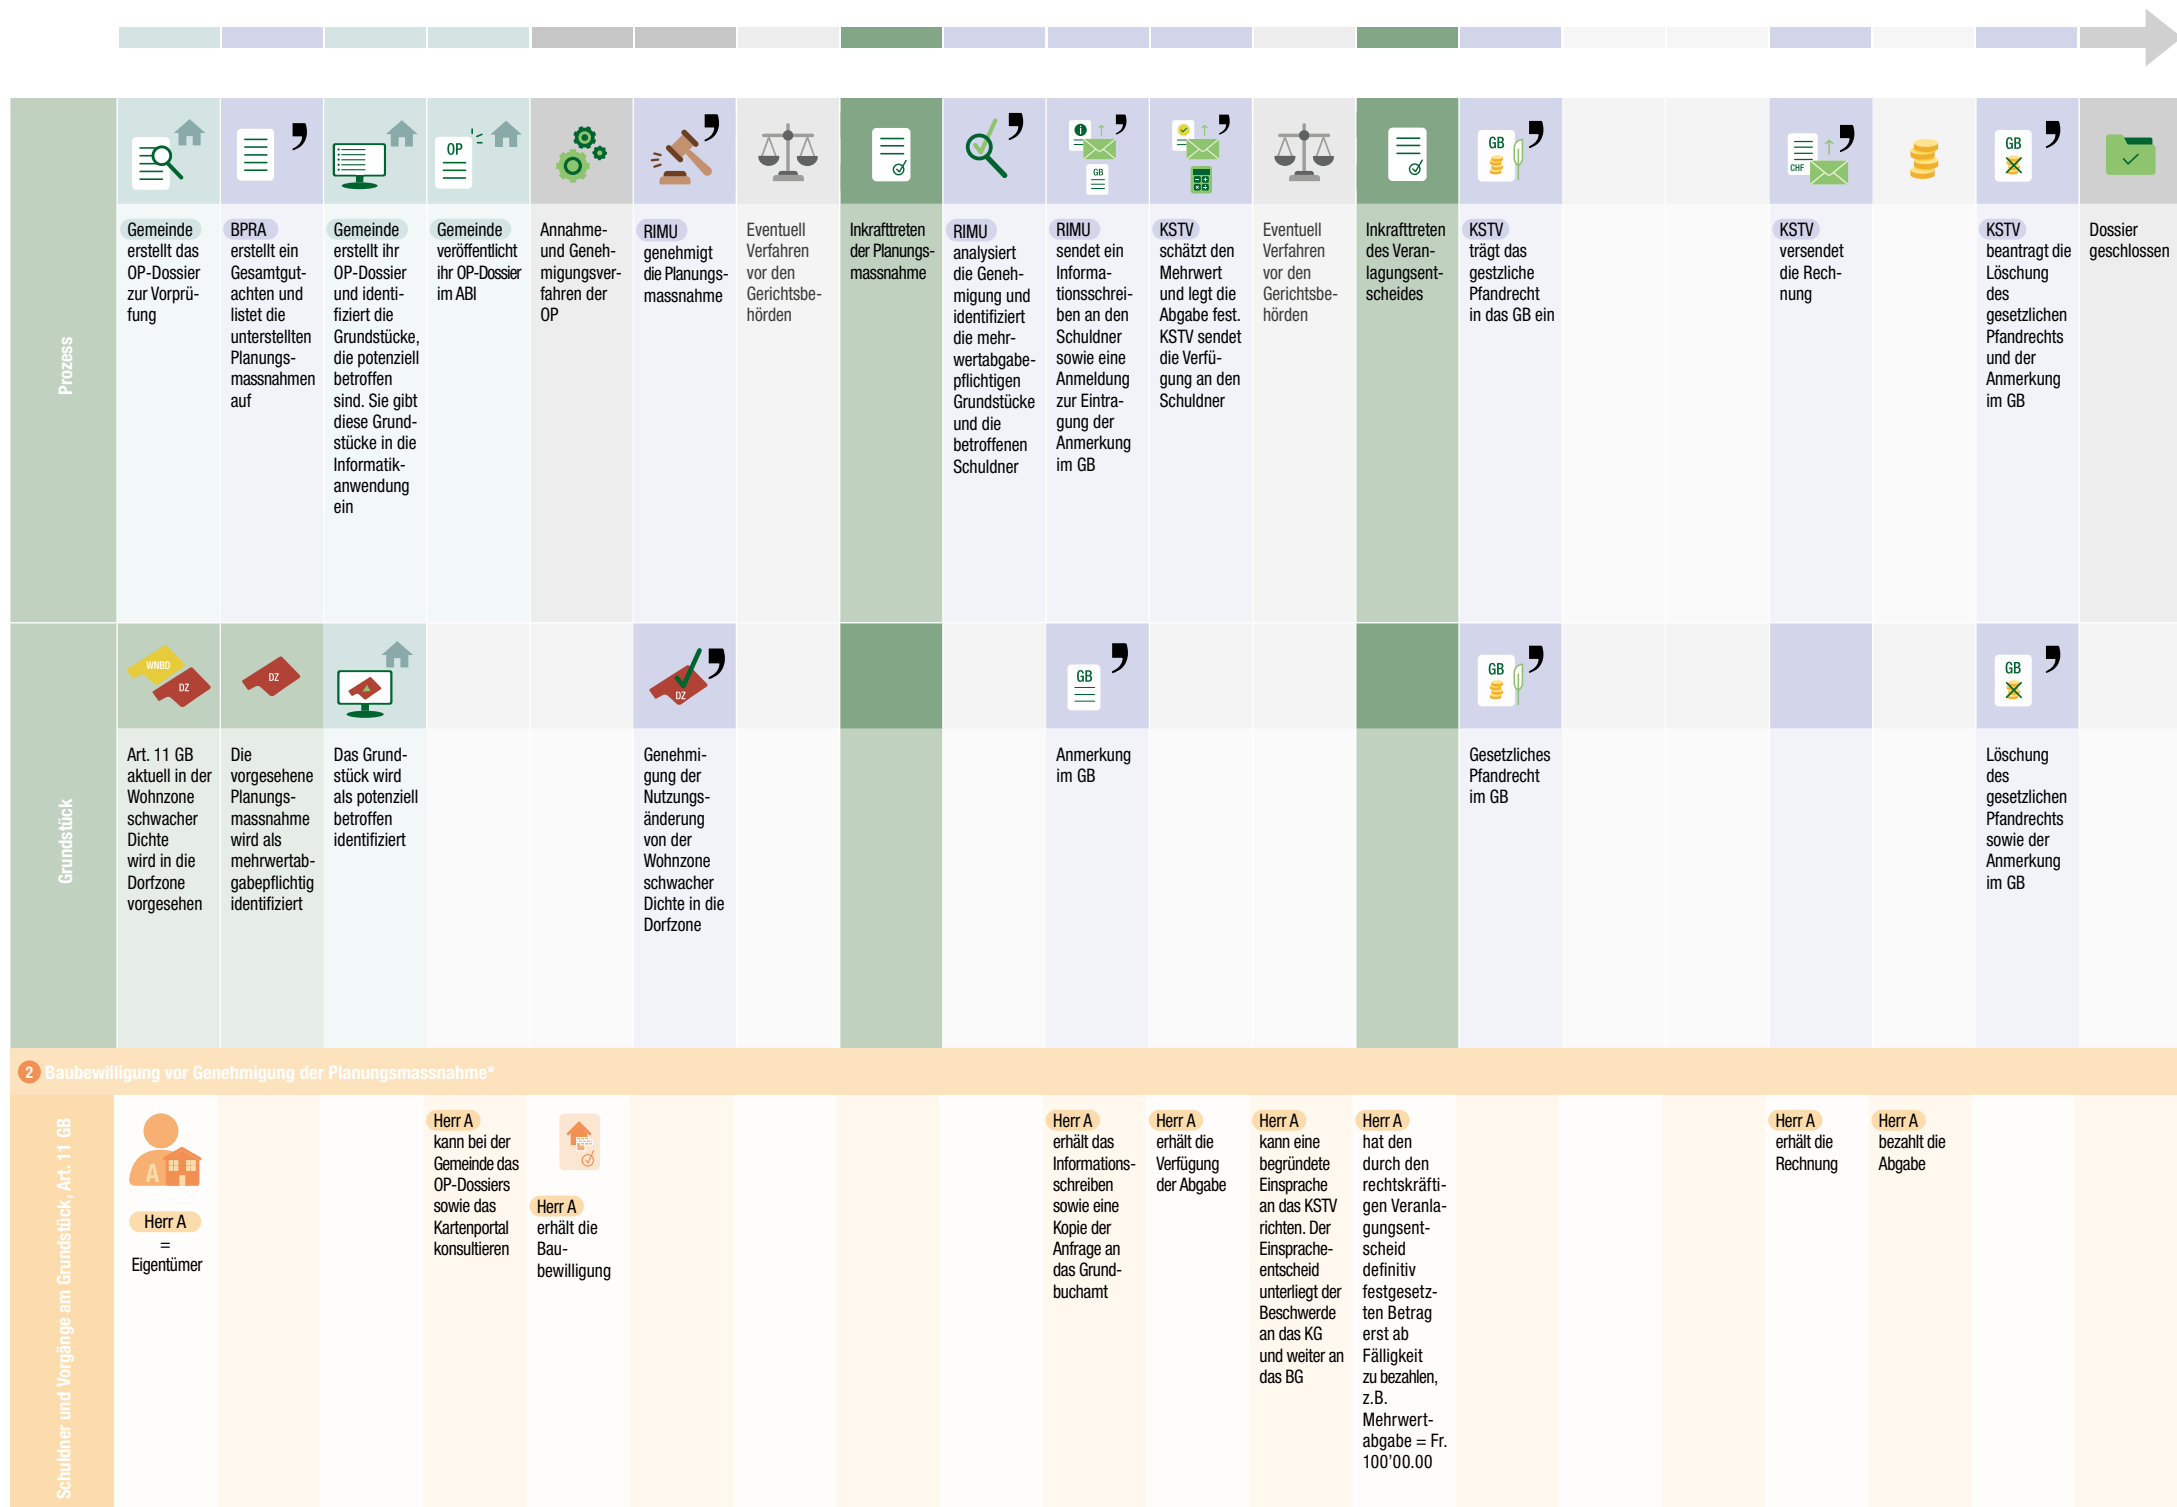 OP
GB
GB
CHF
GB
Prozess
Gemeinde
erstellt das
OP-Dossier
zur Vorprü-
fung
BPRA
erstellt ein
Gesamtgut-
achten und
listet die
unterstellten
Planungs-
massnahmen
auf
Gemeinde
erstellt ihr
OP-Dossier
und identi-
fiziert die
Grundstücke,
die potenziell
betroffen
sind. Sie gibt
diese Grund-
stücke in die
Informatik-
anwendung
ein
Gemeinde
veröffentlicht
ihr OP-Dossier
im ABI
Annahme-
und Geneh-
migungsver-
fahren der
OP
RIMU
genehmigt
die Planungs-
massnahme
Eventuell
Verfahren
vor den
Gerichtsbe-
hörden
Inkrafttreten
der Planungs-
massnahme
RIMU
analysiert
die Geneh-
migung und
identifiziert
die mehr-
wertabgabe-
pflichtigen
Grundstücke
und die
betroffenen
Schuldner
RIMU
sendet ein
Informa-
tionsschrei-
ben an den
Schuldner
sowie eine
Anmeldung
zur Eintra-
gung der
Anmerkung
im GB
KSTV
schätzt den
Mehrwert
und legt die
Abgabe fest.
KSTV sendet
die Verfü-
gung an den
Schuldner
Eventuell
Verfahren
vor den
Gerichtsbe-
hörden
Inkrafttreten
des Veran-
lagungsent-
scheides
KSTV
trägt das
gestzliche
Pfandrecht
in das GB ein
KSTV
versendet
die Rech-
nung
KSTV
beantragt die
Löschung
des
gesetzlichen
Pfandrechts
und der
Anmerkung
im GB
Dossier
geschlossen
WNBD
DZ
DZ
DZ
GB
GB
GB
Grundstück
Art. 11 GB
aktuell in der
Wohnzone
schwacher
Dichte
wird in die
Dorfzone
vorgesehen
Die
vorgesehene
Planungs-
massnahme
wird als
mehrwertab-
gabepflichtig
identifiziert
Das Grund-
stück wird
als potenziell
betroffen
identifiziert
Genehmi-
gung der
Nutzungs-
änderung
von der
Wohnzone
schwacher
Dichte in die
Dorfzone
Anmerkung
im GB
Gesetzliches
Pfandrecht
im GB
Löschung
des
gesetzlichen
Pfandrechts
sowie der
Anmerkung
im GB
2 Baubewilligung vor Genehmigung der Planungsmassnahme*
Schuldner und Vorgänge am Grundstück, Art. 11 GB
A
Herr A
=
Eigentümer
Herr A
kann bei der
Gemeinde das
OP-Dossiers
sowie das
Kartenportal
konsultieren
Herr A
erhält die
Bau-
bewilligung
Herr A
erhält das
Informations-
schreiben
sowie eine
Kopie der
Anfrage an
das Grund-
buchamt
Herr A
erhält die
Verfügung
der Abgabe
Herr A
kann eine
begründete
Einsprache
an das KSTV
richten. Der
Einsprache-
entscheid
unterliegt der
Beschwerde
an das KG
und weiter an
das BG
Herr A
hat den
durch den
rechtskräfti-
gen Veranla-
gungsent-
scheid
definitiv
festgesetz-
ten Betrag
erst ab
Fälligkeit
zu bezahlen,
z.B.
Mehrwert-
abgabe = Fr.
100'00.00
Herr A
erhält die
Rechnung
Herr A
bezahlt die
Abgabe